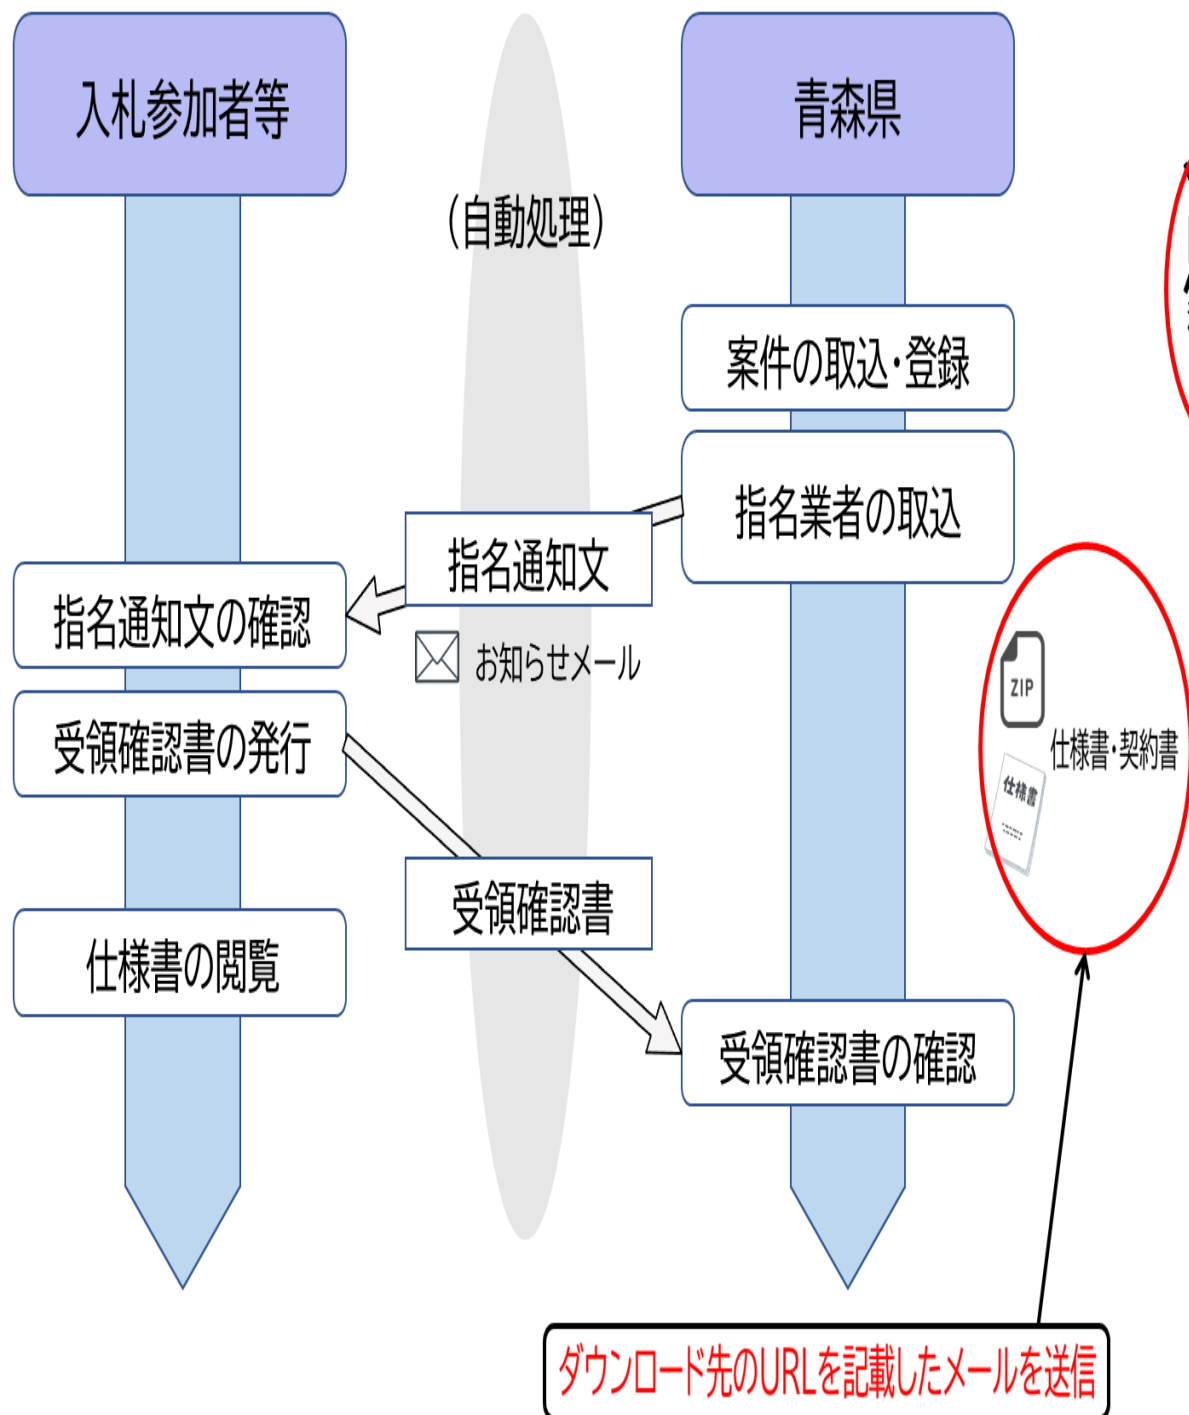 入札参加者等
青森県
（自動処理）
案件の取込・登録
指名業者の取込
指名通知文
指名通知文の確認
お知らせメール
ZIP
受領確認書の発行
仕様書・契約書
仕様書
受領確認書
仕様書の閲覧
受領確認書の確認
ダウンロード先のURLを記載したメールを送信